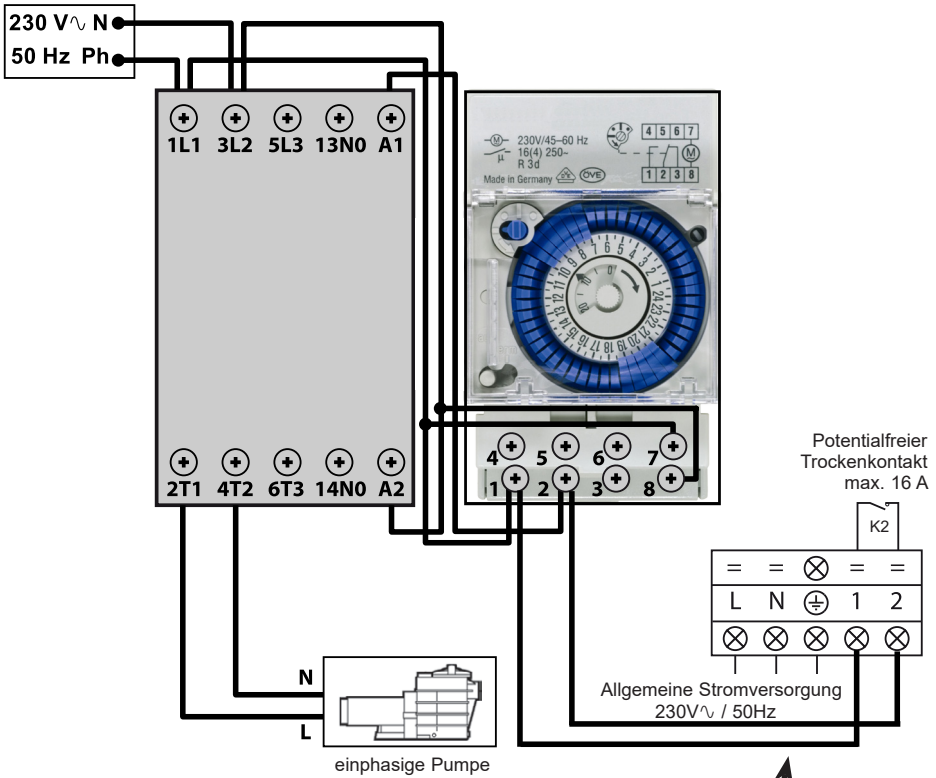 230 V∿ N
50 Hz Ph
1L1 3L2 5L3 13N0 A1
2T1 4T2 6T3 14N0 A2
M 230V/45–60 Hz
µ 16(4) 250~
R 3d
Made in Germany ÖVE
4 5 6 7
M
1 2 3 8
4 5 6 7
1 2 3 8
Potentialfreier
Trockenkontakt
max. 16 A
K2
= = = =
L N 1 2
Allgemeine Stromversorgung
230V∿ / 50Hz
N
L
einphasige Pumpe